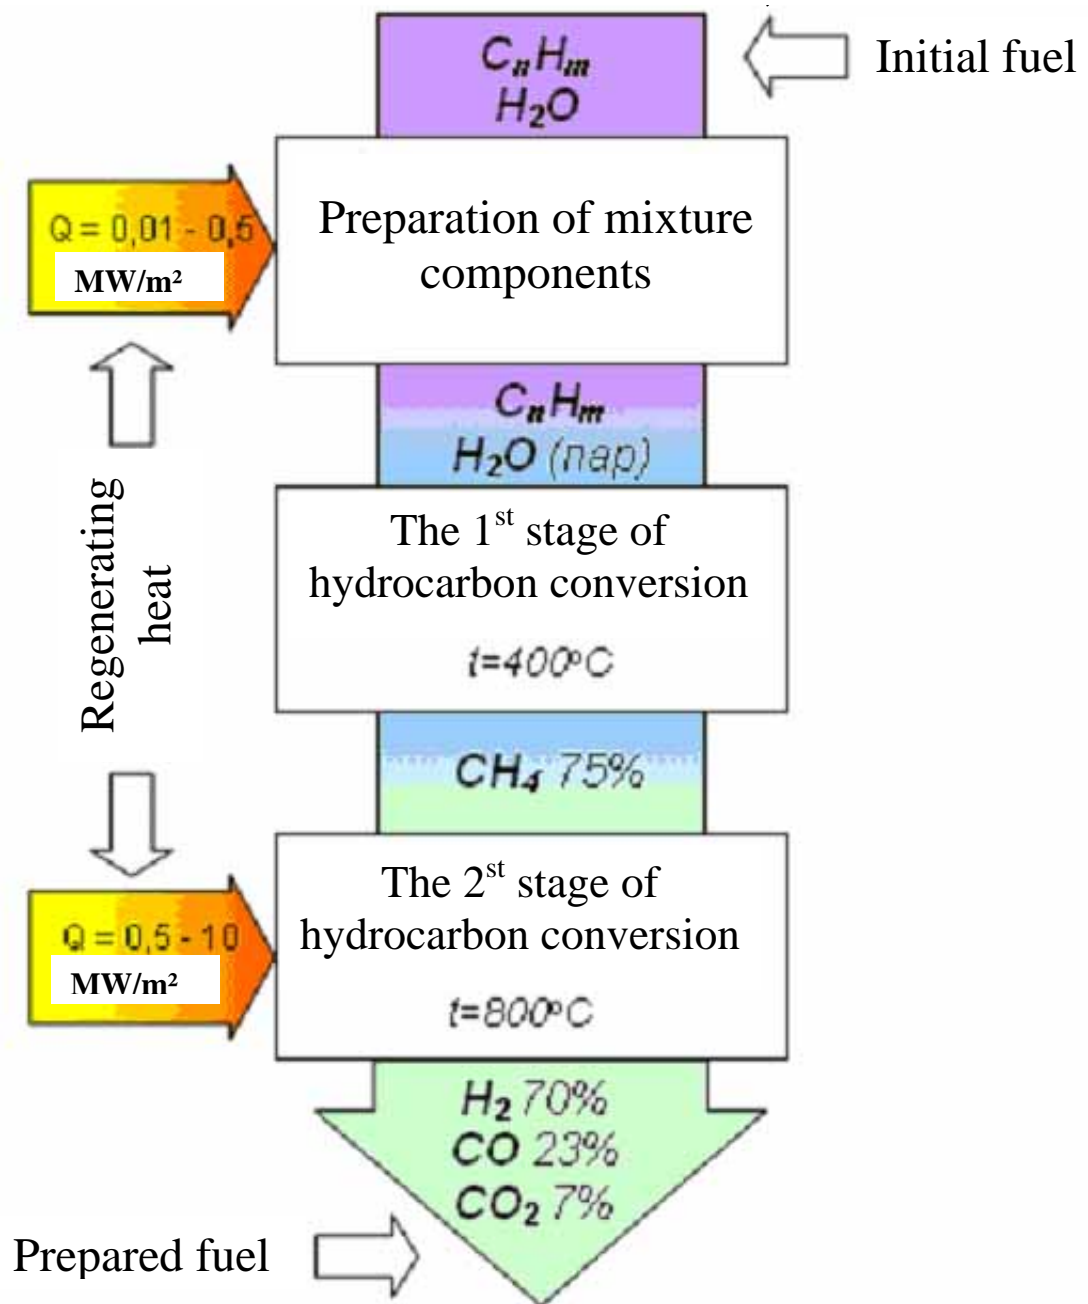 CₙHₘ
H₂O
Initial fuel
Q = 0,01 - 0,5
MW/m²
Preparation of mixture
components
CₙHₘ
H₂O (пар)
Regenerating
heat
The 1ˢᵗ stage of
hydrocarbon conversion
t=400°C
CH₄ 75%
Q = 0,5 - 10
MW/m²
The 2ˢᵗ stage of
hydrocarbon conversion
t=800°C
H₂ 70%
CO 23%
CO₂ 7%
Prepared fuel